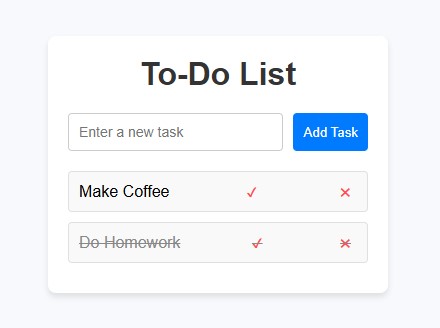 To-Do List
Enter a new task
Add Task
Make Coffee ✓ ✕
Do Homework ✓ ✕